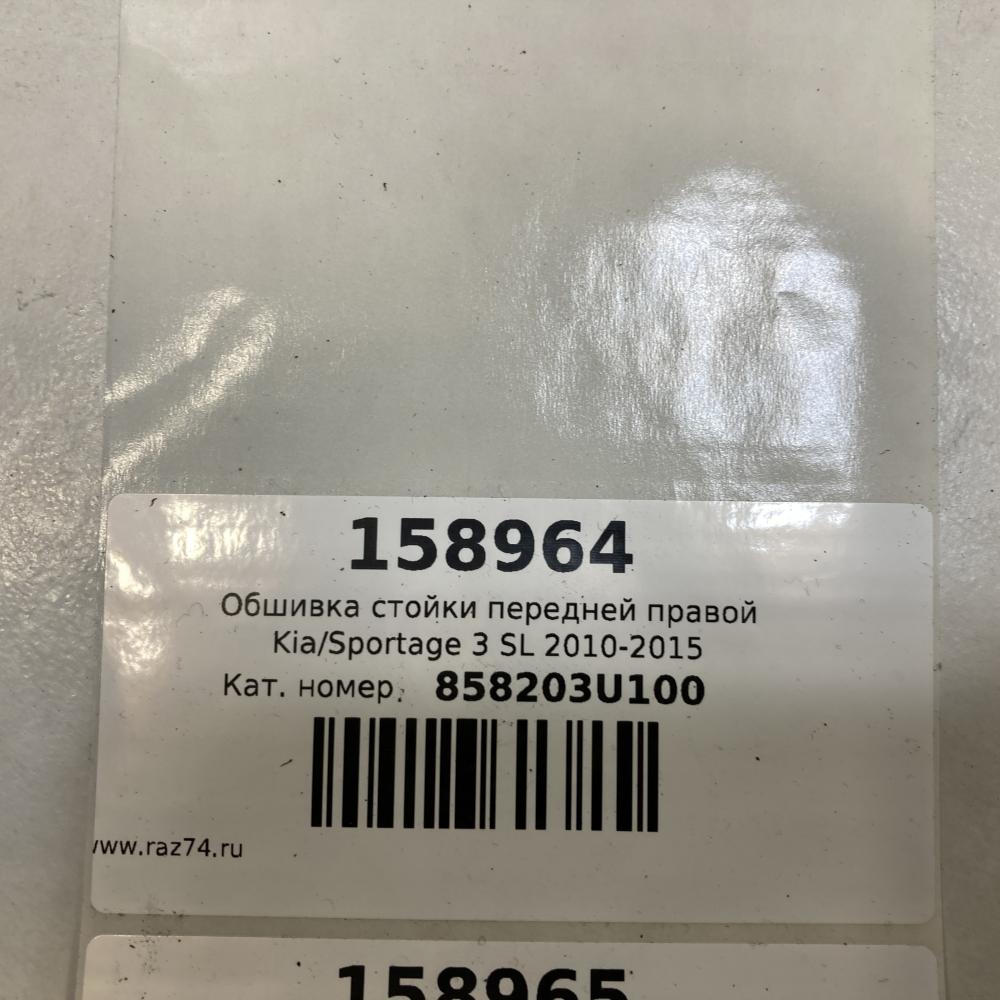 158964
Обшивка стойки передней правой
Kia/Sportage 3 SL 2010-2015
Кат. номер: 858203U100
www.raz74.ru
158965